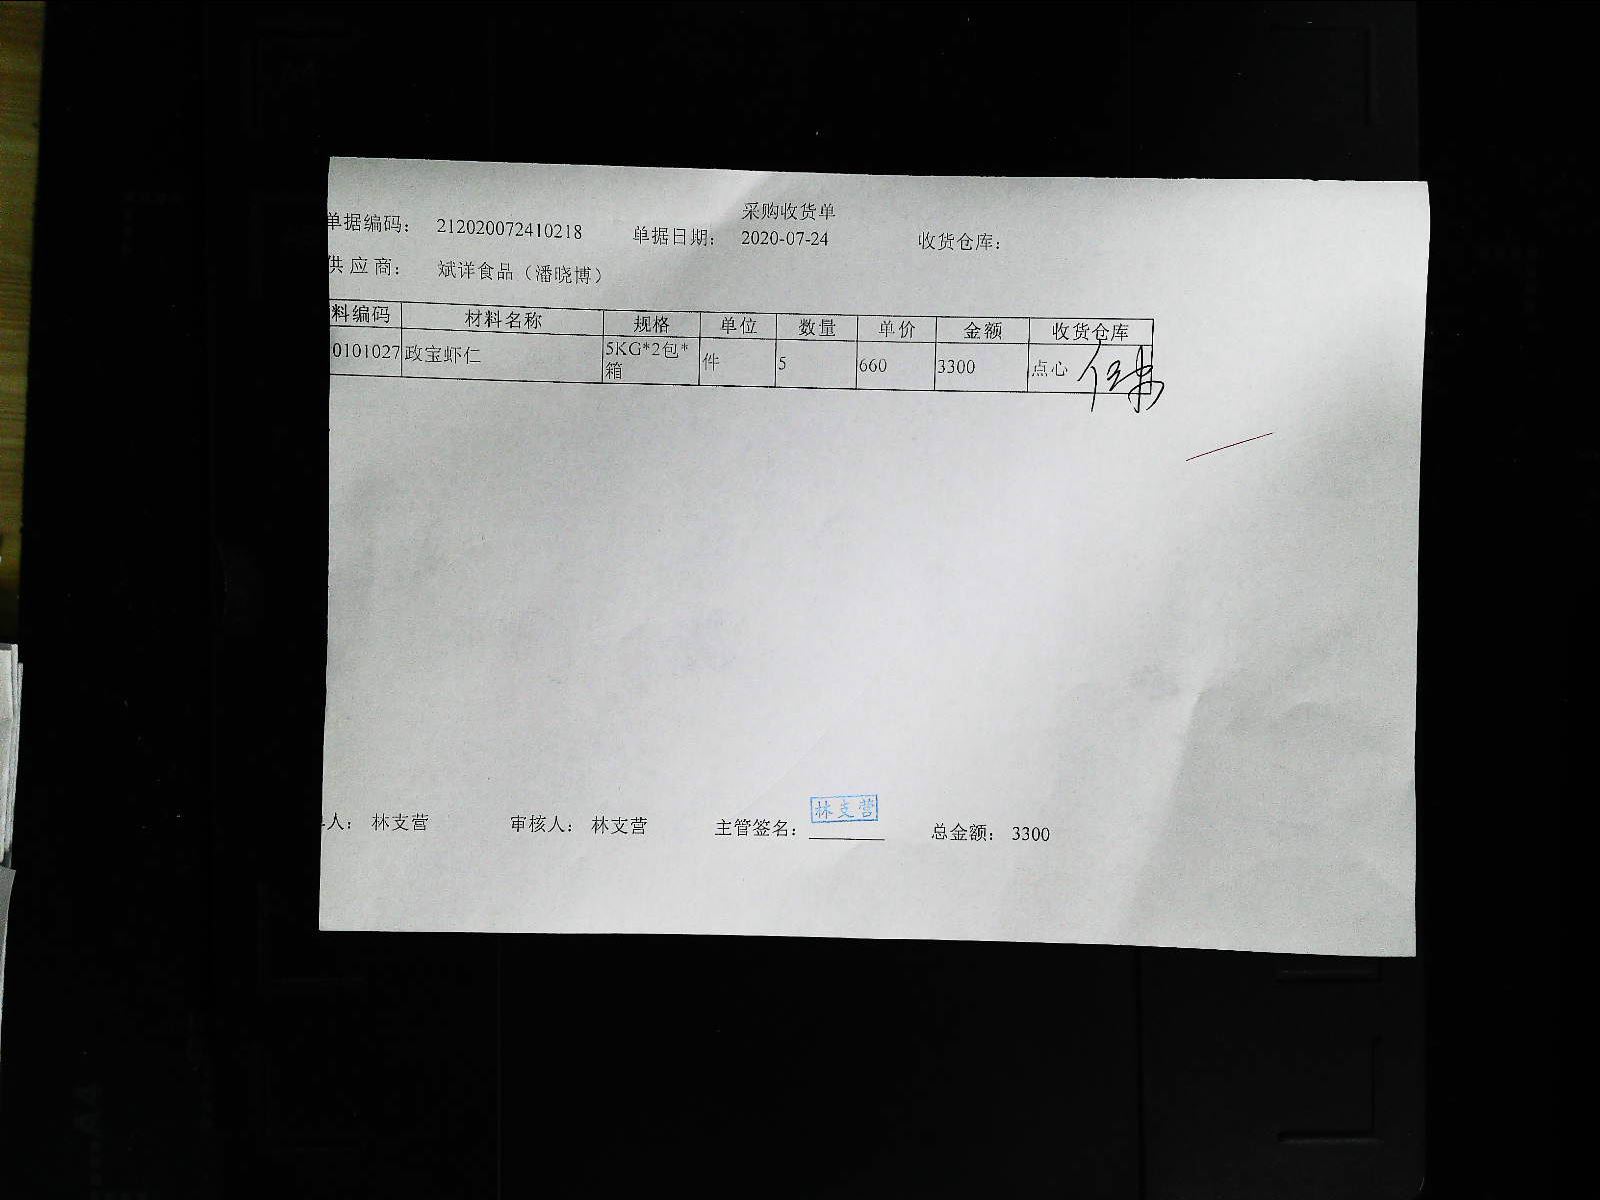 采购收货单
单据编码： 212020072410218 单据日期： 2020-07-24 收货仓库：
供应商： 斌详食品（潘晓博）
料编码 材料名称 规格 单位 数量 单价 金额 收货仓库
0101027 政宝虾仁 5KG*2包*箱 件 5 660 3300 点心
人： 林支营 审核人： 林支营 主管签名： 林支营 总金额： 3300